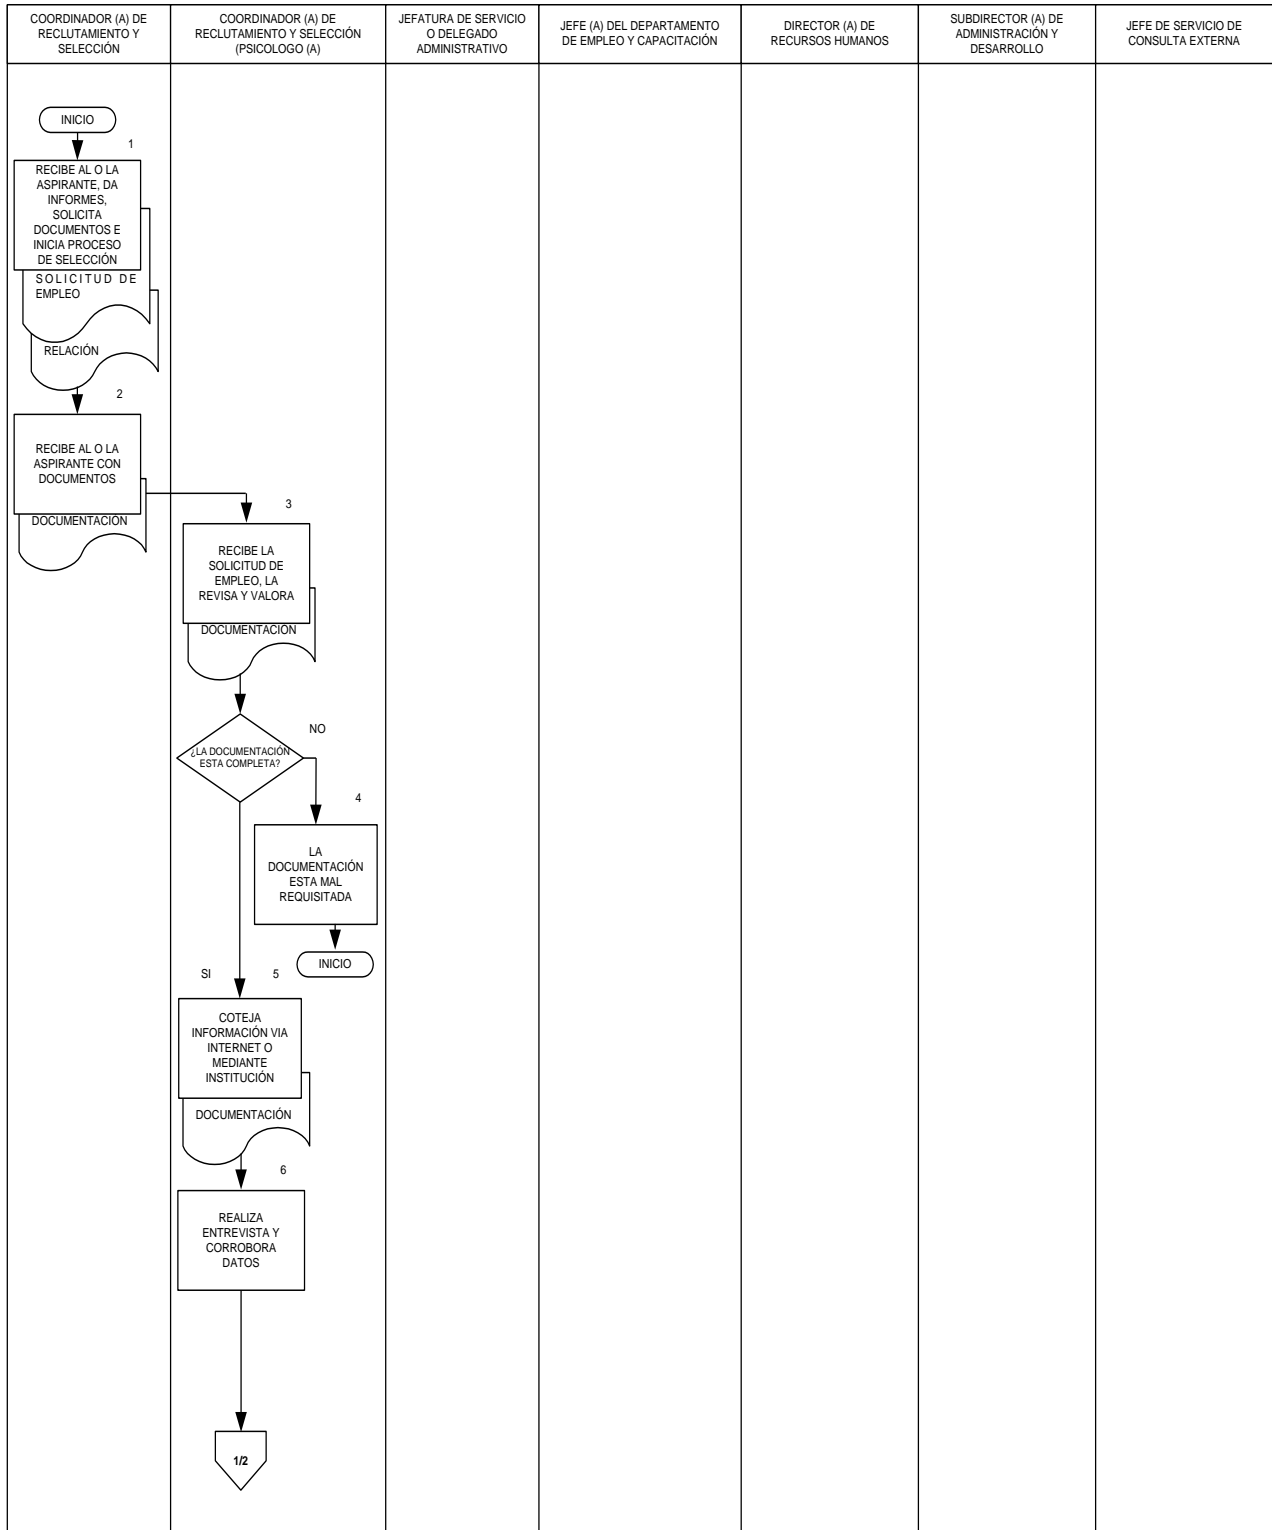 COORDINADOR (A) DE
RECLUTAMIENTO Y
SELECCIÓN
COORDINADOR (A) DE
RECLUTAMIENTO Y SELECCIÓN
(PSICOLOGO (A)
JEFATURA DE SERVICIO
O DELEGADO
ADMINISTRATIVO
JEFE (A) DEL DEPARTAMENTO
DE EMPLEO Y CAPACITACIÓN
DIRECTOR (A) DE
RECURSOS HUMANOS
SUBDIRECTOR (A) DE
ADMINISTRACIÓN Y
DESARROLLO
JEFE DE SERVICIO DE
CONSULTA EXTERNA
INICIO
1
RECIBE AL O LA
ASPIRANTE, DA
INFORMES,
SOLICITA
DOCUMENTOS E
INICIA PROCESO
DE SELECCIÓN
SOLICITUD DE
EMPLEO
RELACIÓN
2
RECIBE AL O LA
ASPIRANTE CON
DOCUMENTOS
DOCUMENTACIÓN
3
RECIBE LA
SOLICITUD DE
EMPLEO, LA
REVISA Y VALORA
DOCUMENTACIÓN
¿LA DOCUMENTACIÓN
ESTA COMPLETA?
NO
4
LA
DOCUMENTACIÓN
ESTA MAL
REQUISITADA
INICIO
SI
5
COTEJA
INFORMACIÓN VIA
INTERNET O
MEDIANTE
INSTITUCIÓN
DOCUMENTACIÓN
6
REALIZA
ENTREVISTA Y
CORROBORA
DATOS
1/2